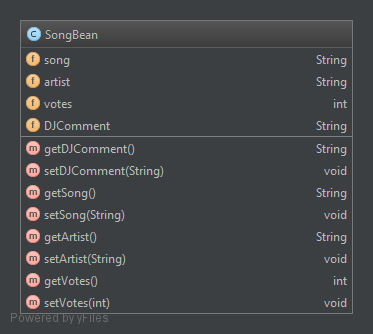 C SongBean
f song String
f artist String
f votes int
f DJComment String
m getDJComment() String
m setDJComment(String) void
m getSong() String
m setSong(String) void
m getArtist() String
m setArtist(String) void
m getVotes() int
m setVotes(int) void
Powered by yFiles